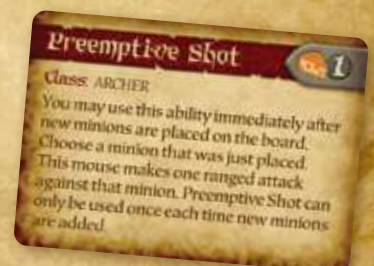 Preemptive Shot
1
Class: ARCHER
You may use this ability immediately after
new minions are placed on the board.
Choose a minion that was just placed.
This mouse makes one ranged attack
against that minion. Preemptive Shot can
only be used once each time new minions
are added.